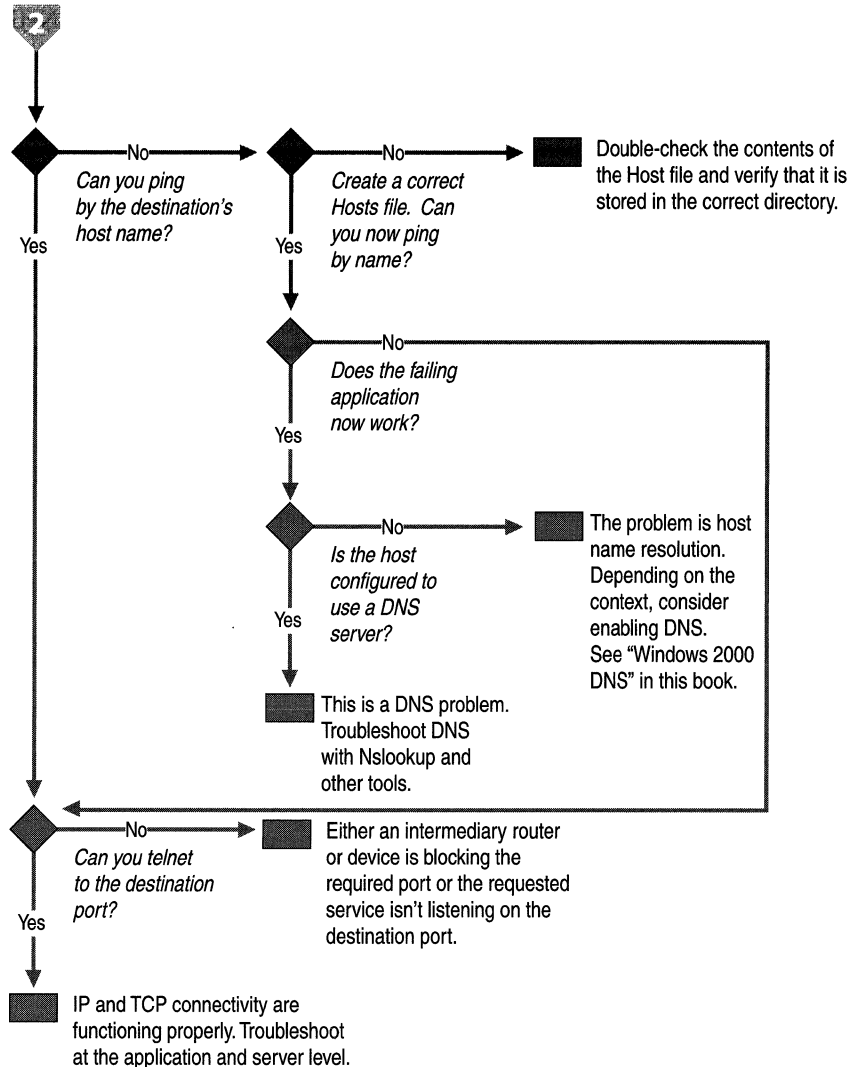 2
No
Can you ping
by the destination's
host name?
Yes
No
Create a correct
Hosts file. Can
you now ping
by name?
Yes
Double-check the contents of
the Host file and verify that it is
stored in the correct directory.
No
Does the failing
application
now work?
Yes
No
Is the host
configured to
use a DNS
server?
Yes
The problem is host
name resolution.
Depending on the
context, consider
enabling DNS.
See “Windows 2000
DNS” in this book.
This is a DNS problem.
Troubleshoot DNS
with Nslookup and
other tools.
No
Can you telnet
to the destination
port?
Yes
Either an intermediary router
or device is blocking the
required port or the requested
service isn't listening on the
destination port.
IP and TCP connectivity are
functioning properly. Troubleshoot
at the application and server level.